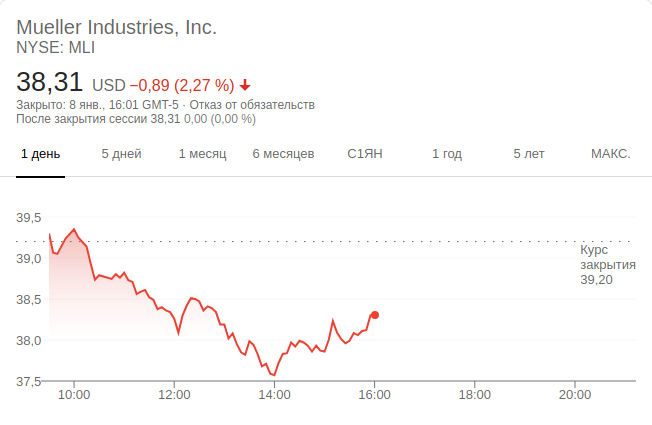 Mueller Industries, Inc.
NYSE: MLI
38,31 USD −0,89 (2,27 %)
Закрыто: 8 янв., 16:01 GMT-5 · Отказ от обязательств
После закрытия сессии 38,31 0,00 (0,00 %)
1 день 5 дней 1 месяц 6 месяцев С1ЯН 1 год 5 лет МАКС.
39,5
39,0
38,5
38,0
37,5
Курс
закрытия
39,20
10:00 12:00 14:00 16:00 18:00 20:00